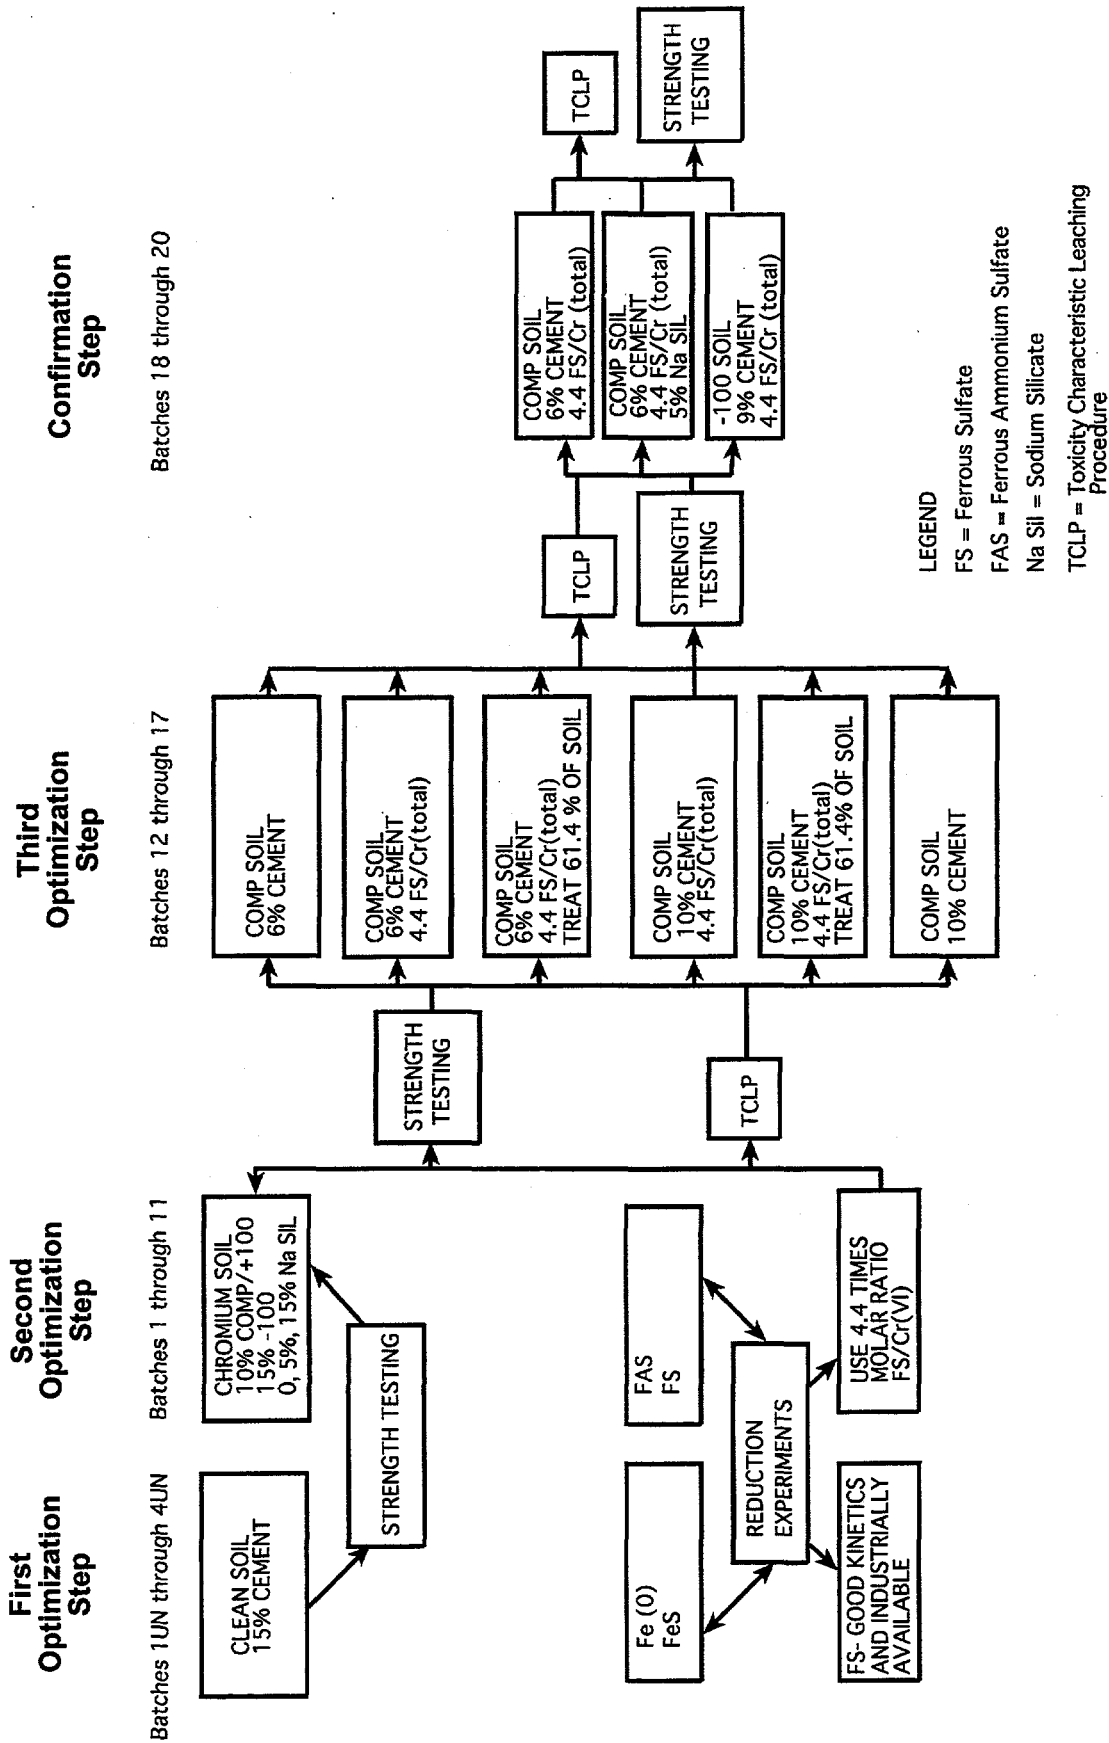 First
Optimization
Step
Batches 1UN through 4UN
CLEAN SOIL
15% CEMENT
STRENGTH TESTING
Fe (0)
FeS
REDUCTION
EXPERIMENTS
FS- GOOD KINETICS
AND INDUSTRIALLY
AVAILABLE
Second
Optimization
Step
Batches 1 through 11
CHROMIUM SOIL
10% COMP/+100
15% -100
0, 5%, 15% Na SIL
FAS
FS
USE 4.4 TIMES
MOLAR RATIO
FS/Cr(VI)
STRENGTH
TESTING
TCLP
Third
Optimization
Step
Batches 12 through 17
COMP SOIL
6% CEMENT
COMP SOIL
6% CEMENT
4.4 FS/Cr(total)
COMP SOIL
6% CEMENT
4.4 FS/Cr(total)
TREAT 61.4 % OF SOIL
COMP SOIL
10% CEMENT
4.4 FS/Cr(total)
COMP SOIL
10% CEMENT
4.4 FS/Cr(total)
TREAT 61.4% OF SOIL
COMP SOIL
10% CEMENT
TCLP
STRENGTH
TESTING
Confirmation
Step
Batches 18 through 20
COMP SOIL
6% CEMENT
4.4 FS/Cr (total)
COMP SOIL
6% CEMENT
4.4 FS/Cr (total)
5% Na SIL
-100 SOIL
9% CEMENT
4.4 FS/Cr (total)
TCLP
STRENGTH
TESTING
LEGEND
FS = Ferrous Sulfate
FAS = Ferrous Ammonium Sulfate
Na Sil = Sodium Silicate
TCLP = Toxicity Characteristic Leaching
Procedure